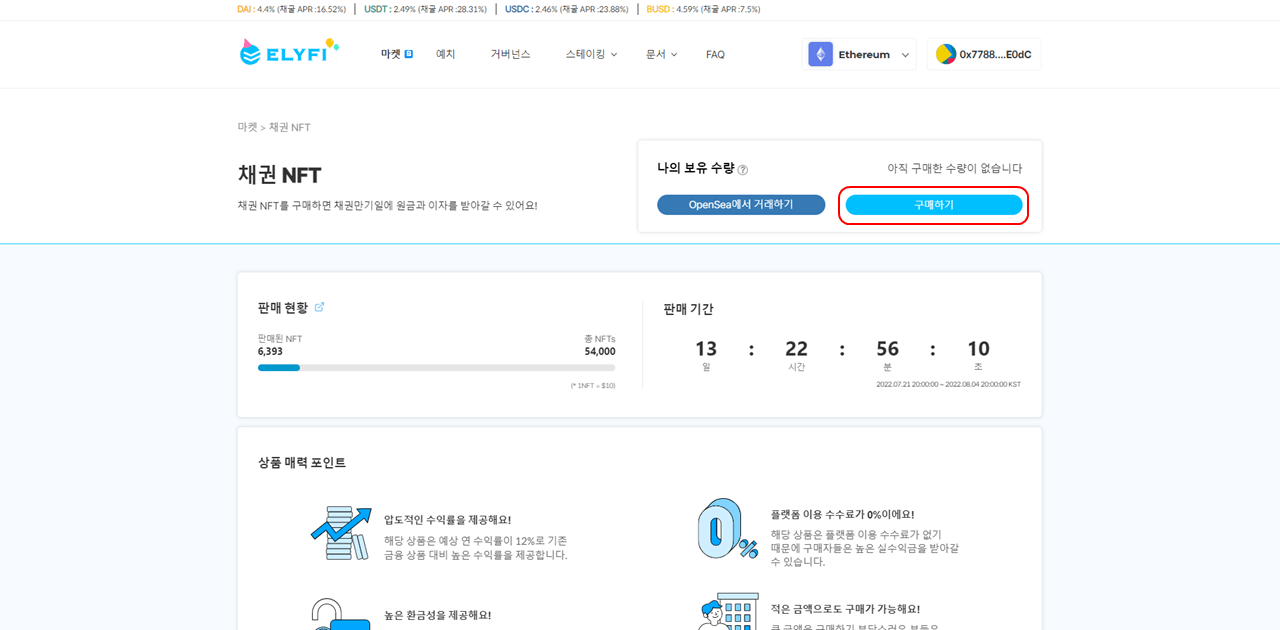 DAI : 4.4% (채굴 APR :16.52%) | USDT : 2.49% (채굴 APR :28.31%) | USDC : 2.46% (채굴 APR :23.88%) | BUSD : 4.59% (채굴 APR :7.5%)
ELYFI 마켓 예치 거버넌스 스테이킹 문서 FAQ Ethereum 0x7788....E0dC
마켓 > 채권 NFT
채권 NFT
채권 NFT를 구매하면 채권만기일에 원금과 이자를 받아갈 수 있어요!
나의 보유 수량 ? 아직 구매한 수량이 없습니다
OpenSea에서 거래하기 구매하기
판매 현황
판매된 NFT 총 NFTs
6,393 54,000
(* 1NFT = $10)
판매 기간
13 : 22 : 56 : 10
일 시간 분 초
2022.07.21 20:00:00 ~ 2022.08.04 20:00:00 KST
상품 매력 포인트
압도적인 수익률을 제공해요!
해당 상품은 예상 연 수익률이 12%로 기존
금융 상품 대비 높은 수익률을 제공합니다.
0%
플랫폼 이용 수수료가 0%이에요!
해당 상품은 플랫폼 이용 수수료가 없기
때문에 구매자들은 높은 실수익금을 받아갈
수 있습니다.
높은 환금성을 제공해요!
적은 금액으로도 구매가 가능해요!